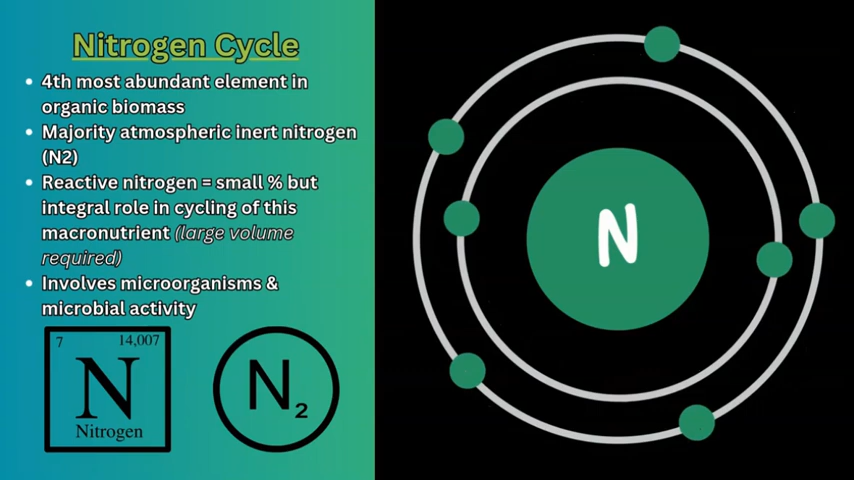 Nitrogen Cycle
• 4th most abundant element in
organic biomass
• Majority atmospheric inert nitrogen
(N2)
• Reactive nitrogen = small % but
integral role in cycling of this
macronutrient (large volume
required)
• Involves microorganisms &
microbial activity
7 14,007
N
Nitrogen
N2
N